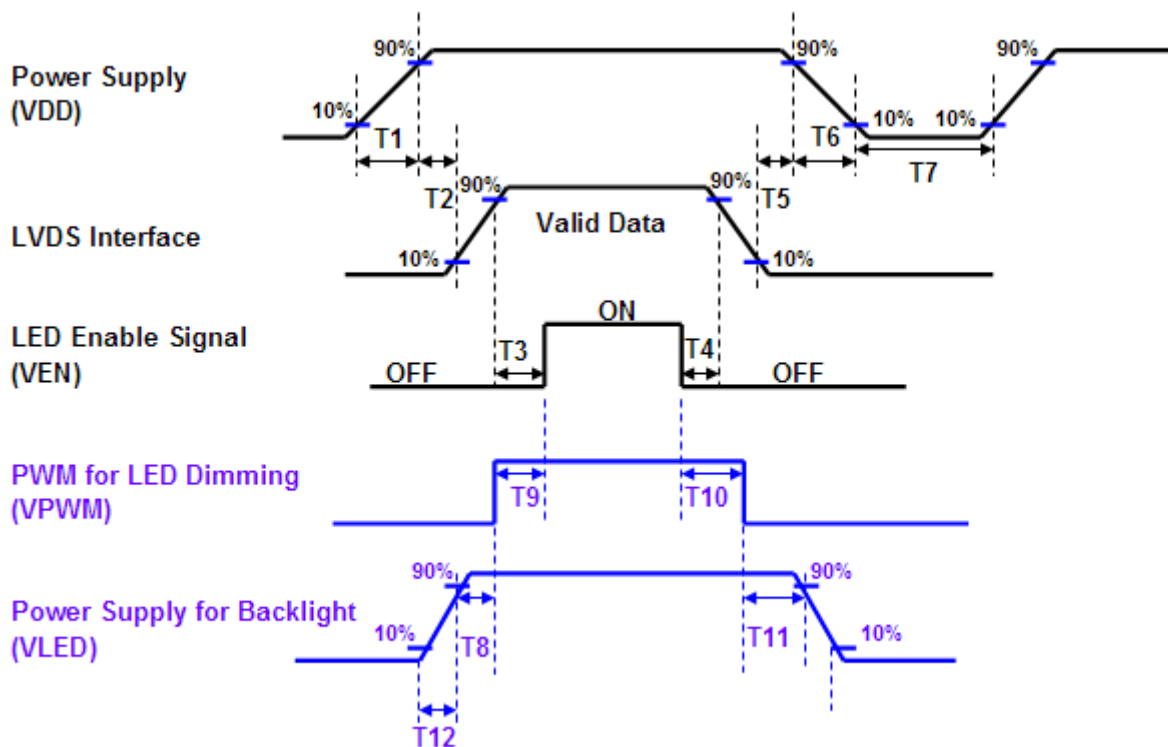 90% 90% 90%
Power Supply
(VDD)
10% 10% 10%
T1 T6
T7
T2 90% 90% T5
LVDS Interface Valid Data
10% 10%
LED Enable Signal
(VEN)
ON
T3 T4
OFF OFF
PWM for LED Dimming
(VPWM)
T9 T10
90% 90%
Power Supply for Backlight
(VLED)
10% T8 T11 10%
T12